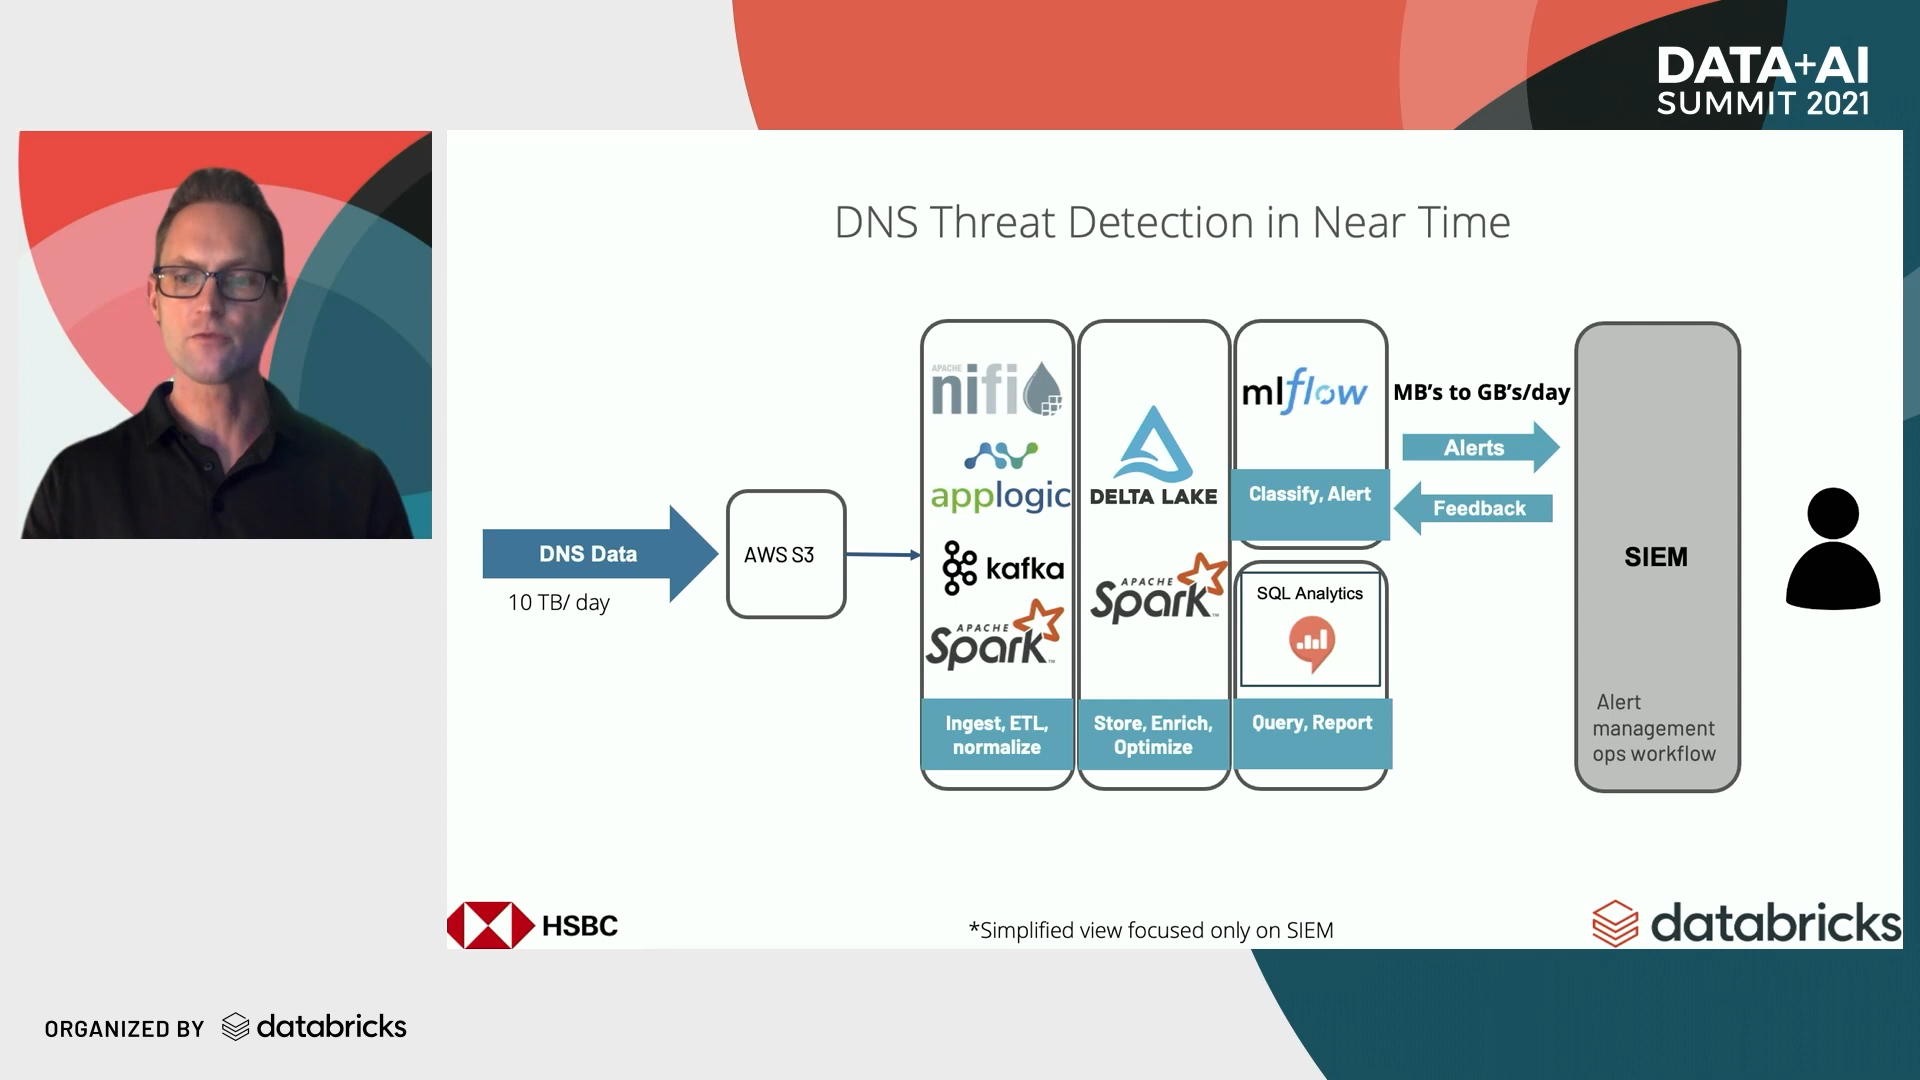 DATA+AI
SUMMIT 2021
DNS Threat Detection in Near Time
DNS Data
10 TB/ day
AWS S3
APACHE
nifi
applogic
kafka
APACHE
Spark™
Ingest, ETL,
normalize
DELTA LAKE
APACHE
Spark™
Store, Enrich,
Optimize
mlflow
Classify, Alert
SQL Analytics
Query, Report
MB's to GB's/day
Alerts
Feedback
SIEM
Alert
management
ops workflow
HSBC
*Simplified view focused only on SIEM
databricks
ORGANIZED BY databricks